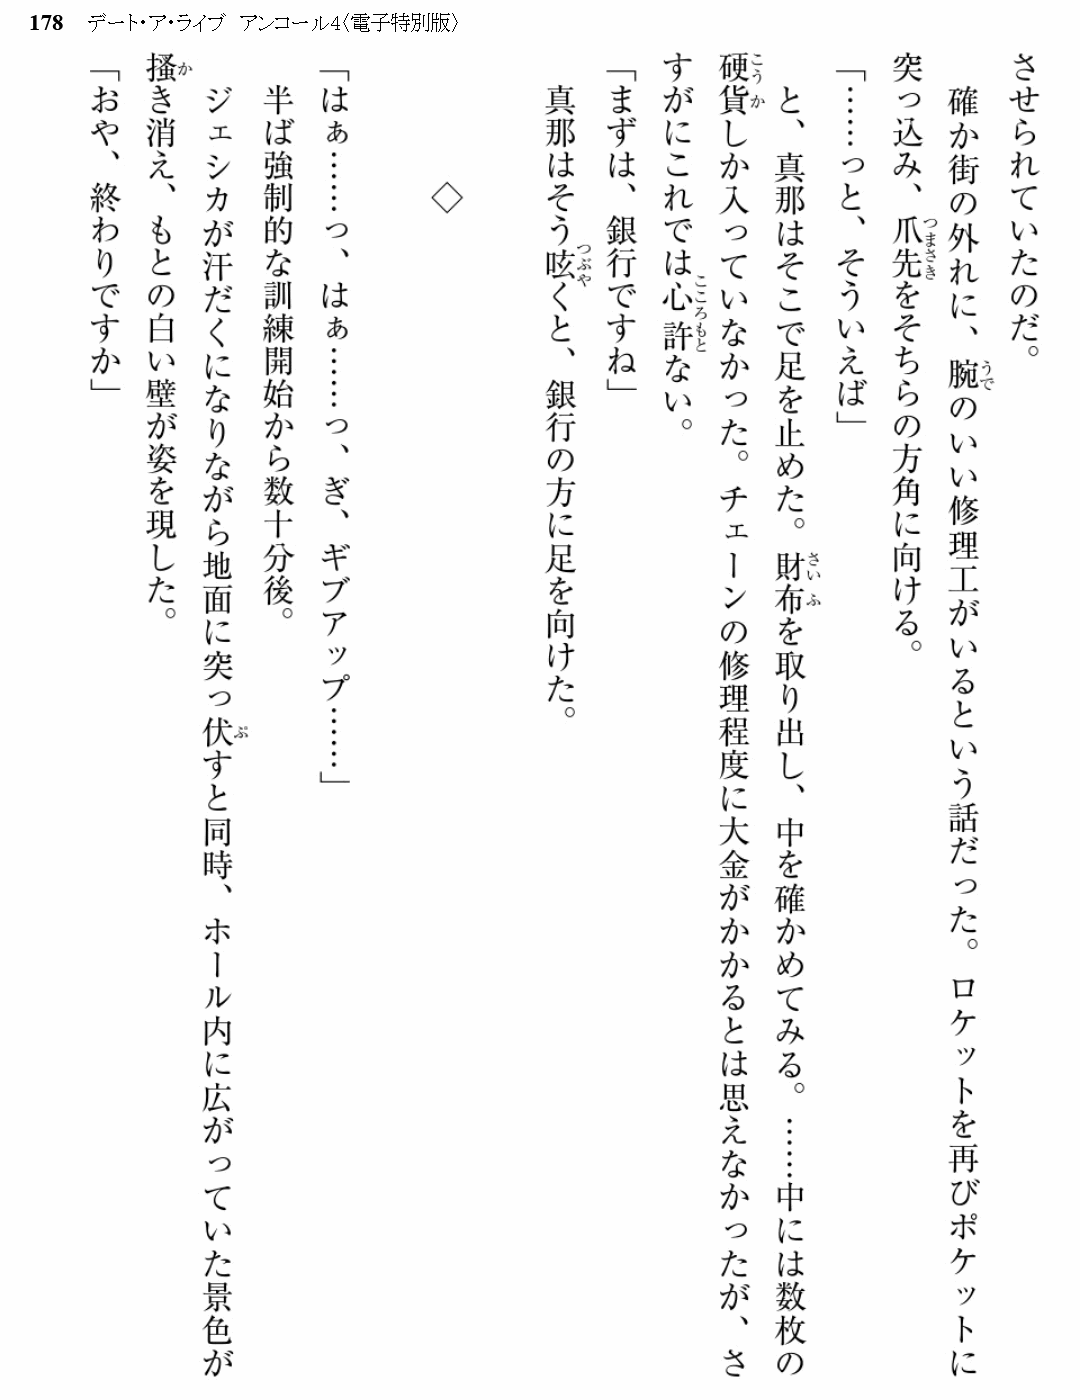 178 デート・ア・ライブ　アンコール4〈電子特別版〉
させられていたのだ。
　確か街の外れに、腕のいい修理工がいるという話だった。ロケットを再びポケットに
突っ込み、爪先をそちらの方角に向ける。
「……っと、そういえば」
　と、真那はそこで足を止めた。財布を取り出し、中を確かめてみる。……中には数枚の
硬貨しか入っていなかった。チェーンの修理程度に大金がかかるとは思えなかったが、さ
すがにこれでは心許ない。
「まずは、銀行ですね」
　真那はそう呟くと、銀行の方に足を向けた。
◇
「はぁ……っ、はぁ……っ、ぎ、ギブアップ……」
　半ば強制的な訓練開始から数十分後。
　ジェシカが汗だくになりながら地面に突っ伏すと同時、ホール内に広がっていた景色が
掻き消え、もとの白い壁が姿を現した。
「おや、終わりですか」